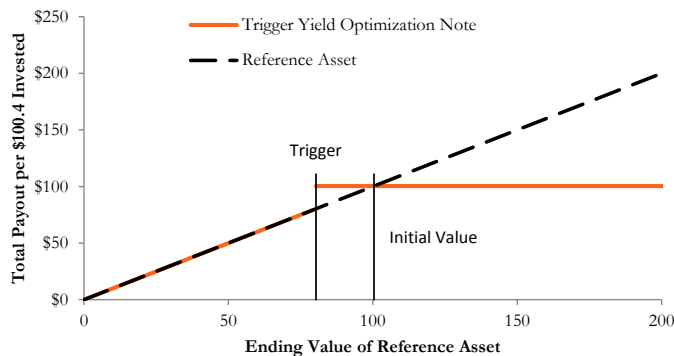 $250
Trigger Yield Optimization Note
Reference Asset
$200
$150
Trigger
$100
Initial Value
$50
$0
0
50
100
150
200
Total Payout per $100.4 Invested
Ending Value of Reference Asset